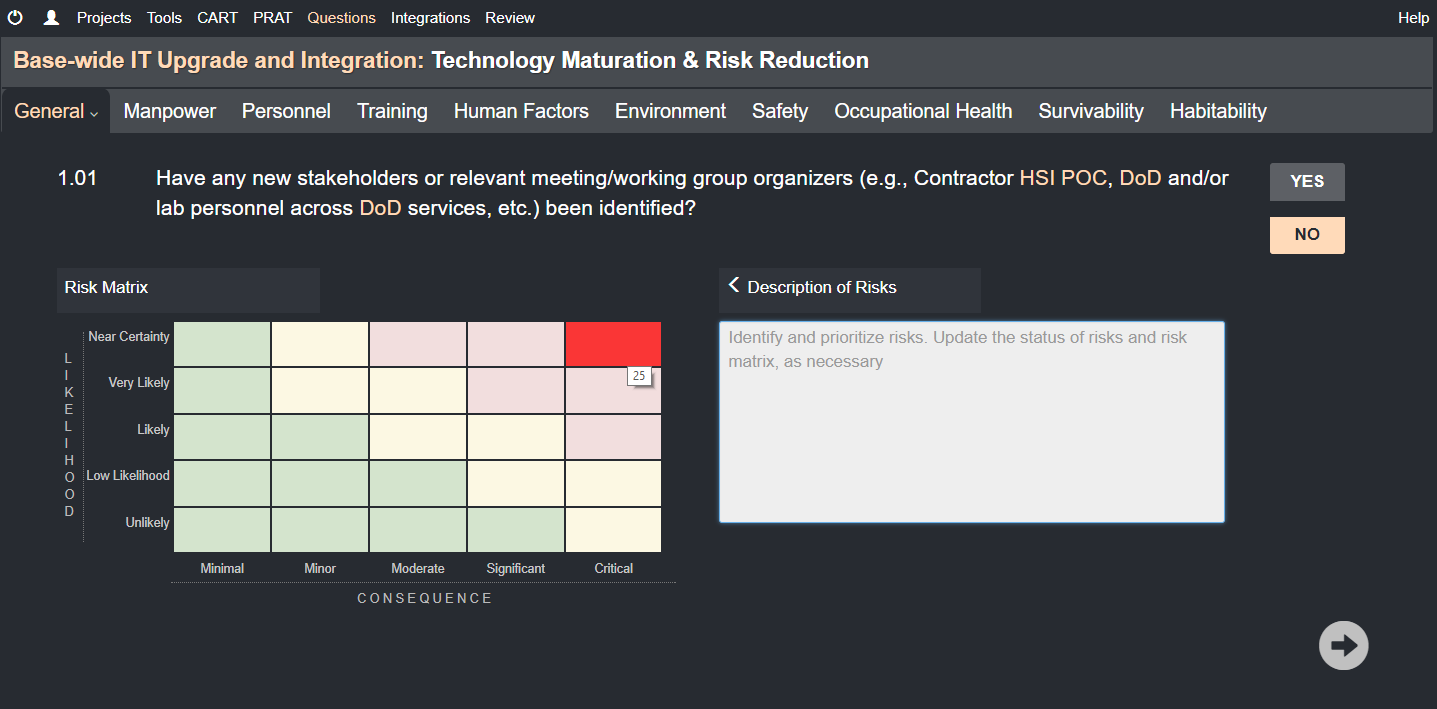 Projects Tools CART PRAT Questions Integrations Review Help
Base-wide IT Upgrade and Integration: Technology Maturation & Risk Reduction
General Manpower Personnel Training Human Factors Environment Safety Occupational Health Survivability Habitability
1.01 Have any new stakeholders or relevant meeting/working group organizers (e.g., Contractor HSI POC, DoD and/or
lab personnel across DoD services, etc.) been identified?
YES
NO
Risk Matrix
LIKELIHOOD
Near Certainty
Very Likely
Likely
Low Likelihood
Unlikely
25
Minimal Minor Moderate Significant Critical
CONSEQUENCE
Description of Risks
Identify and prioritize risks. Update the status of risks and risk
matrix, as necessary